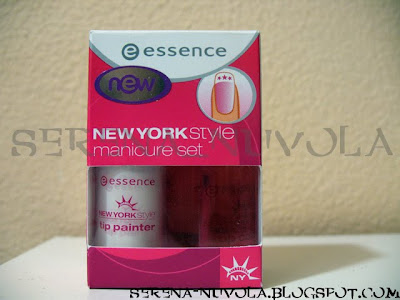 essence
new
NEW YORK STYLE
manicure set
SERENA-NUVOLA
essence
NEW YORK STYLE
tip painter
NY
SERENA-NUVOLA.BLOGSPOT.COM